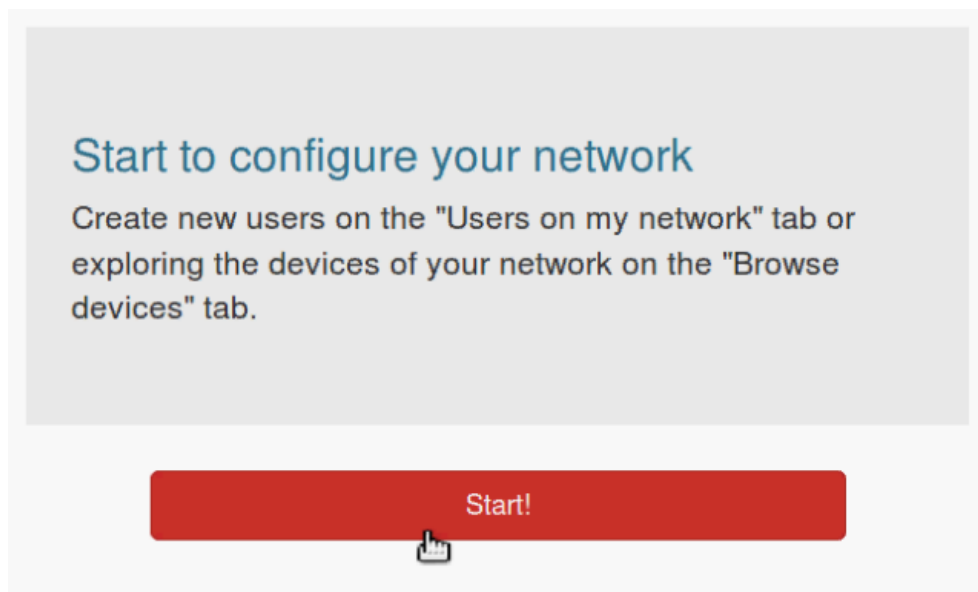 Start to configure your network
Create new users on the "Users on my network" tab or
exploring the devices of your network on the "Browse
devices" tab.
Start!